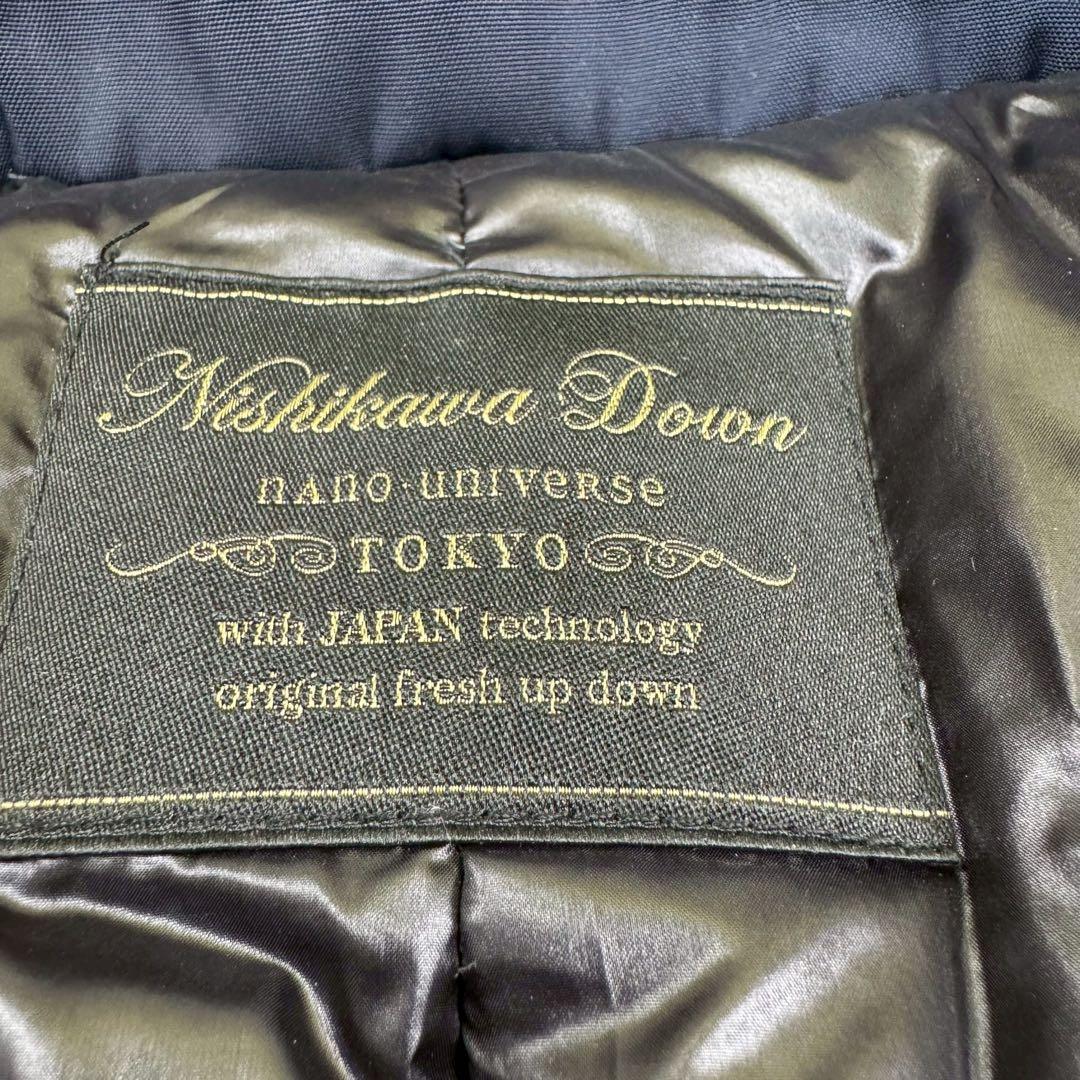 Nishikawa Down
nAno·universe
TOKYO
with JAPAN technology
original fresh up down